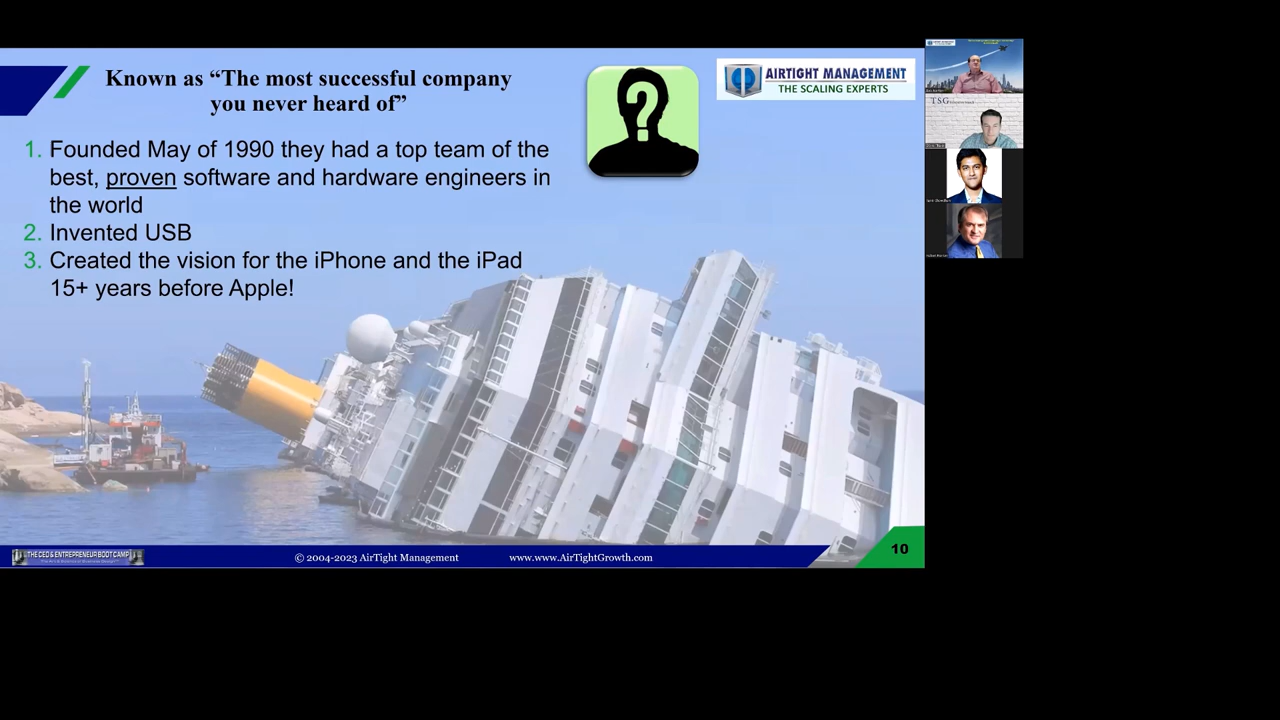 Known as “The most successful company
you never heard of”
AIRTIGHT MANAGEMENT
THE SCALING EXPERTS
1. Founded May of 1990 they had a top team of the
best, proven software and hardware engineers in
the world
2. Invented USB
3. Created the vision for the iPhone and the iPad
15+ years before Apple!
THE CEO & ENTREPRENEUR BOOT CAMP
© 2004-2023 AirTight Management
www.www.AirTightGrowth.com
10
TSG